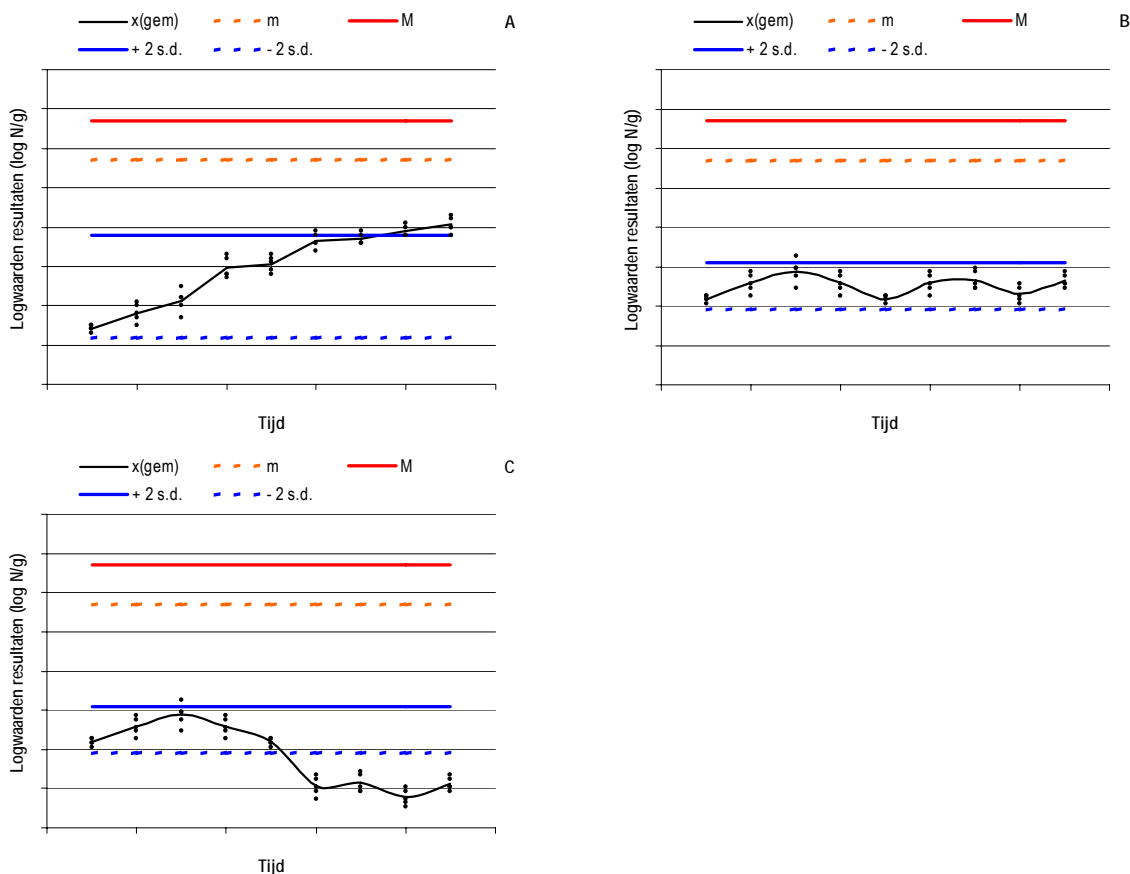 x(gem) m M A
+ 2 s.d. - 2 s.d.
Logwaarden resultaten (log N/g)
Tijd
x(gem) m M B
+ 2 s.d. - 2 s.d.
Logwaarden resultaten (log N/g)
Tijd
x(gem) m M C
+ 2 s.d. - 2 s.d.
Logwaarden resultaten (log N/g)
Tijd